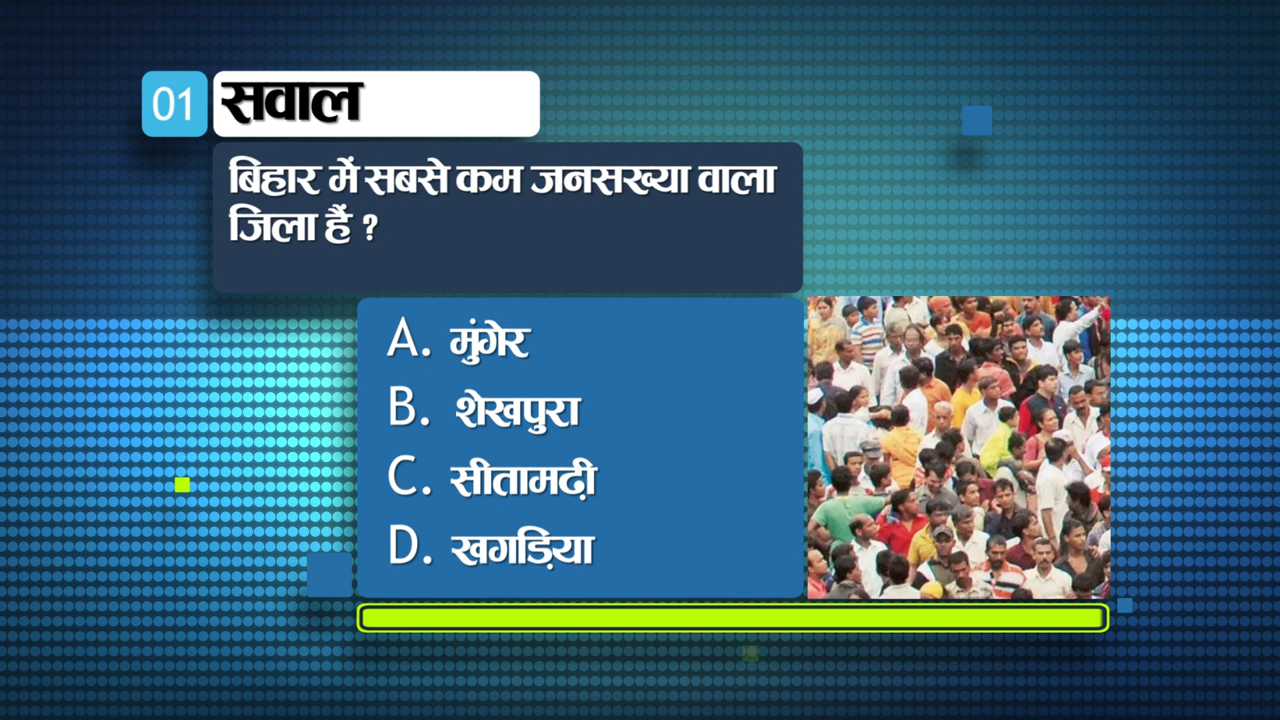 01 सवाल
बिहार में सबसे कम जनसख्या वाला
जिला हैं ?
A. मुंगेर
B. शेखपुरा
C. सीतामढ़ी
D. खगड़िया